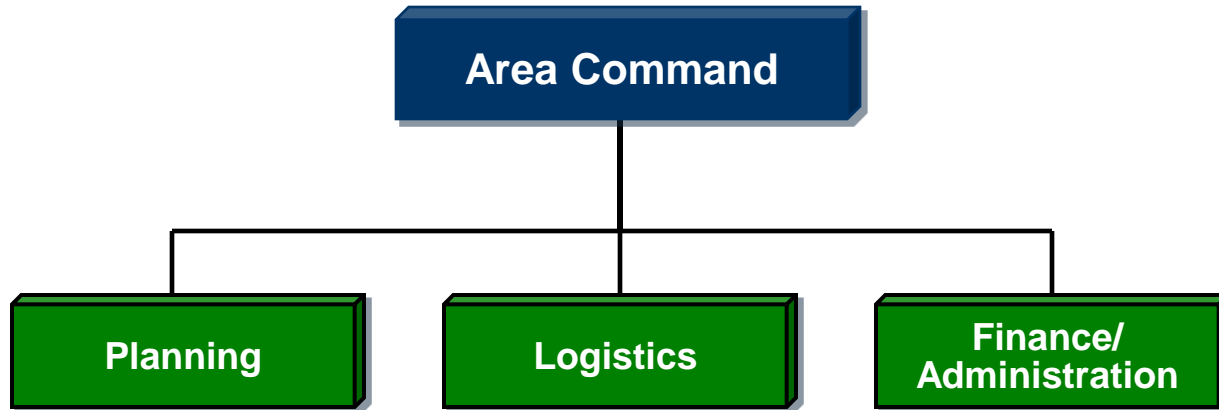 Area Command
Planning
Logistics
Finance/
Administration